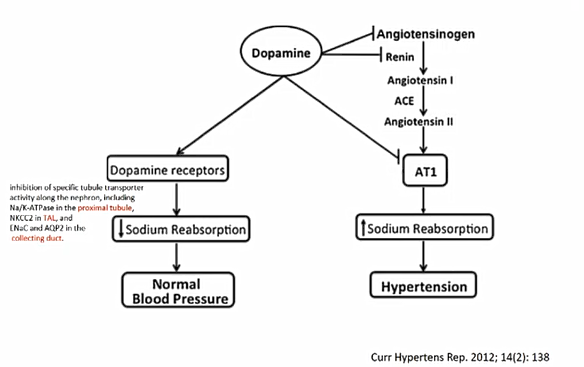 Dopamine
Angiotensinogen
Renin
Angiotensin I
ACE
Angiotensin II
Dopamine receptors
AT1
inhibition of specific tubule transporter
activity along the nephron, including
Na/K-ATPase in the proximal tubule,
NKCC2 in TAL, and
ENaC and AQP2 in the
collecting duct.
↓Sodium Reabsorption
↑Sodium Reabsorption
Normal
Blood Pressure
Hypertension
Curr Hypertens Rep. 2012; 14(2): 138